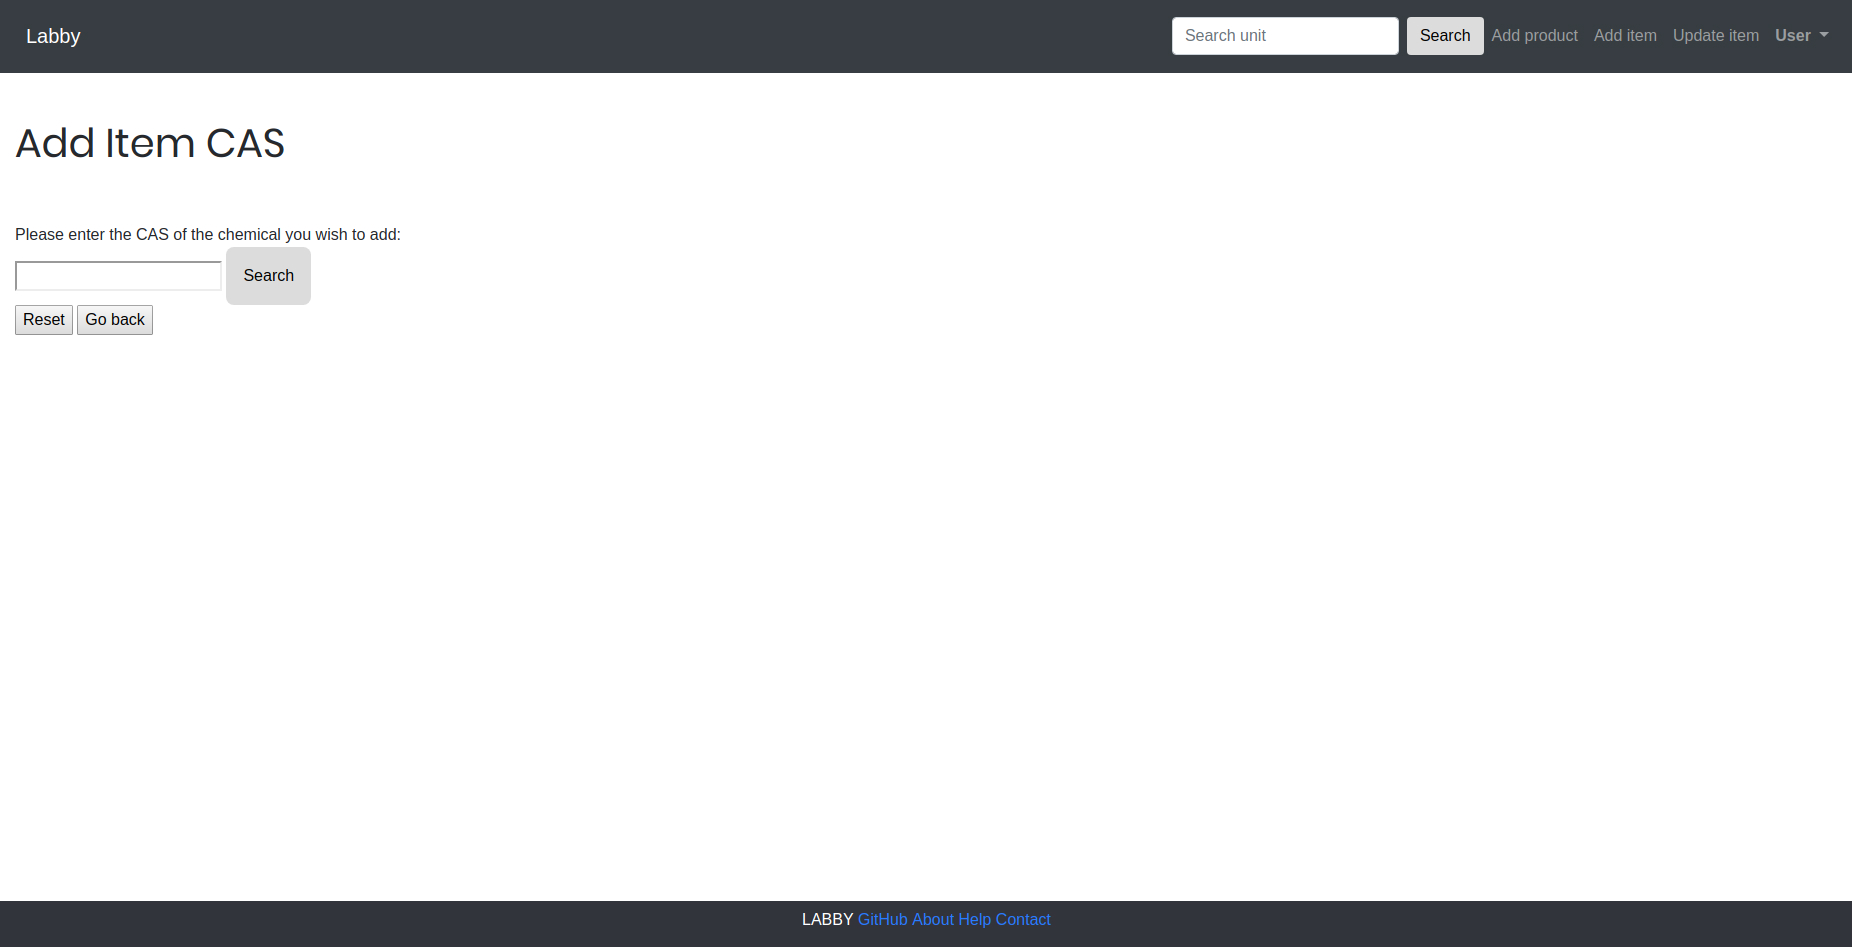 Labby
Search unit Search Add product Add item Update item User
Add Item CAS
Please enter the CAS of the chemical you wish to add:
Search
Reset Go back
LABBY GitHub About Help Contact